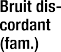 Bruit dis-
cordant
(fam.)